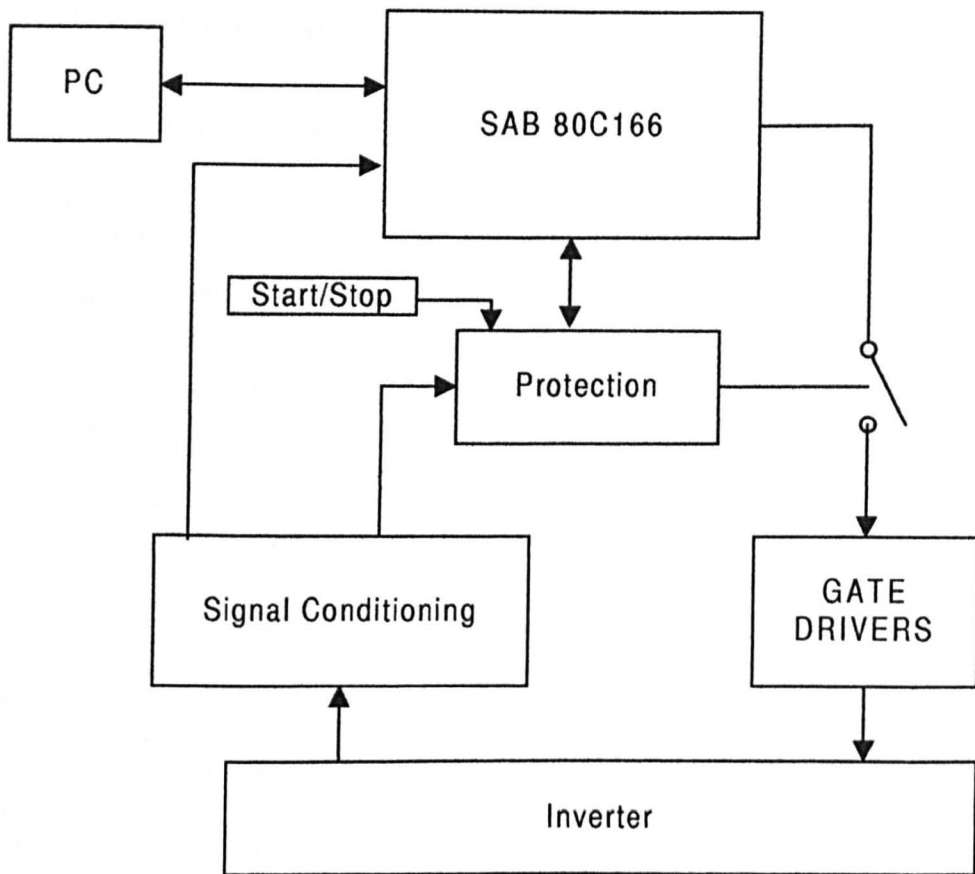 PC
SAB 80C166
Start/Stop
Protection
Signal Conditioning
GATE
DRIVERS
Inverter